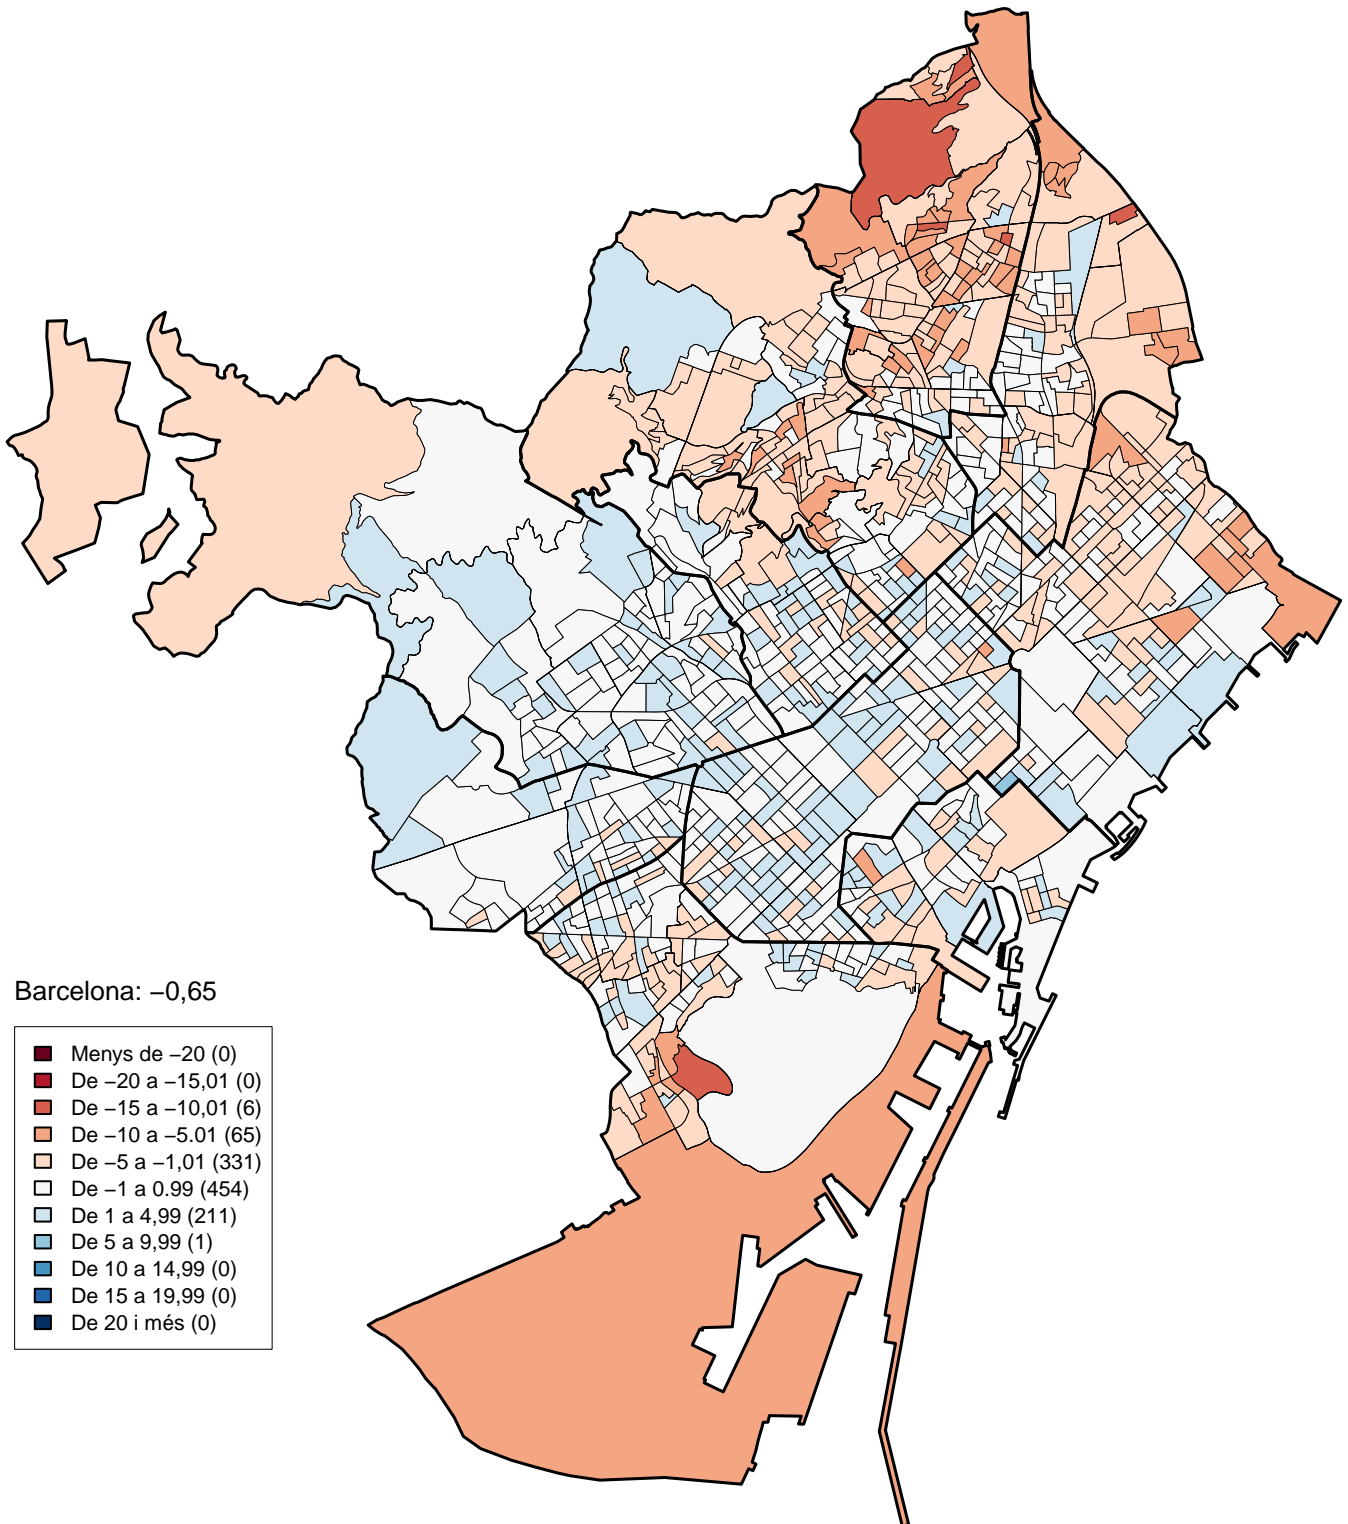 Barcelona: −0,65
Menys de −20 (0)
De −20 a −15,01 (0)
De −15 a −10,01 (6)
De −10 a −5.01 (65)
De −5 a −1,01 (331)
De −1 a 0.99 (454)
De 1 a 4,99 (211)
De 5 a 9,99 (1)
De 10 a 14,99 (0)
De 15 a 19,99 (0)
De 20 i més (0)